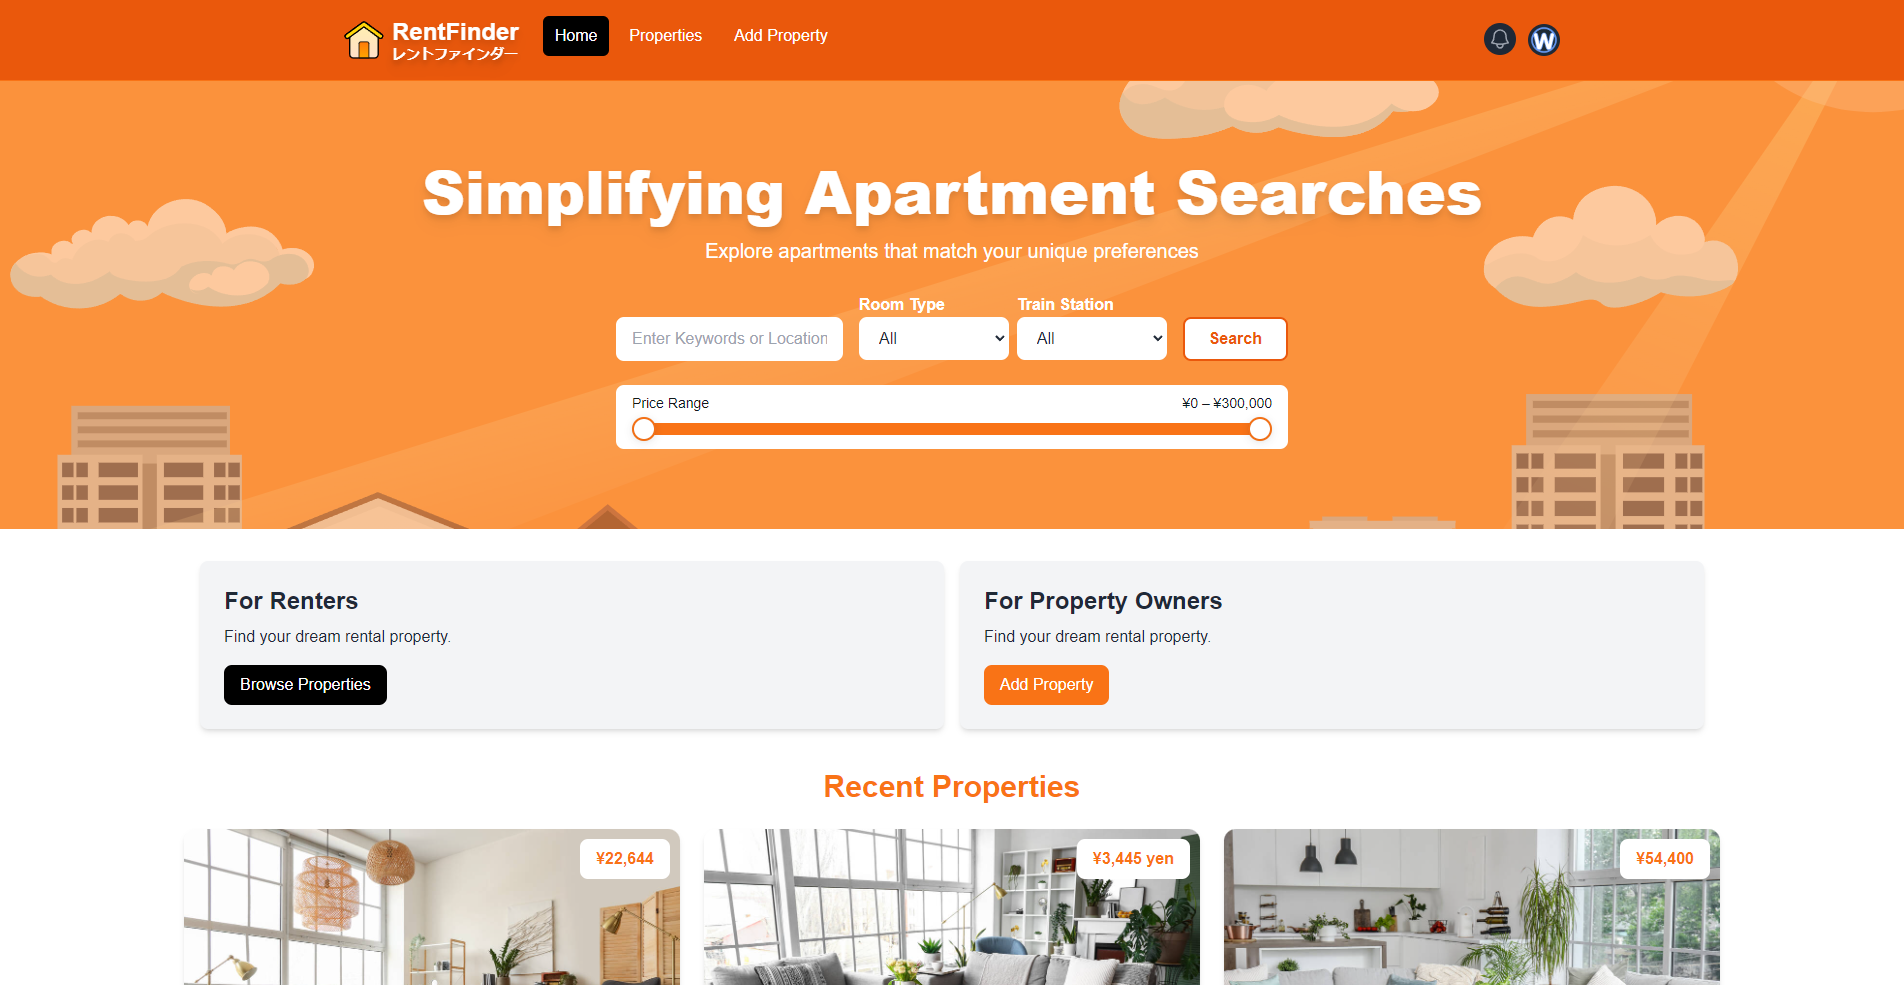 RentFinder
レントファインダー
Home
Properties
Add Property
W
Simplifying Apartment Searches
Explore apartments that match your unique preferences
Room Type
Train Station
Enter Keywords or Location
All
All
Search
Price Range
¥0 – ¥300,000
For Renters
Find your dream rental property.
Browse Properties
For Property Owners
Find your dream rental property.
Add Property
Recent Properties
¥22,644
¥3,445 yen
¥54,400